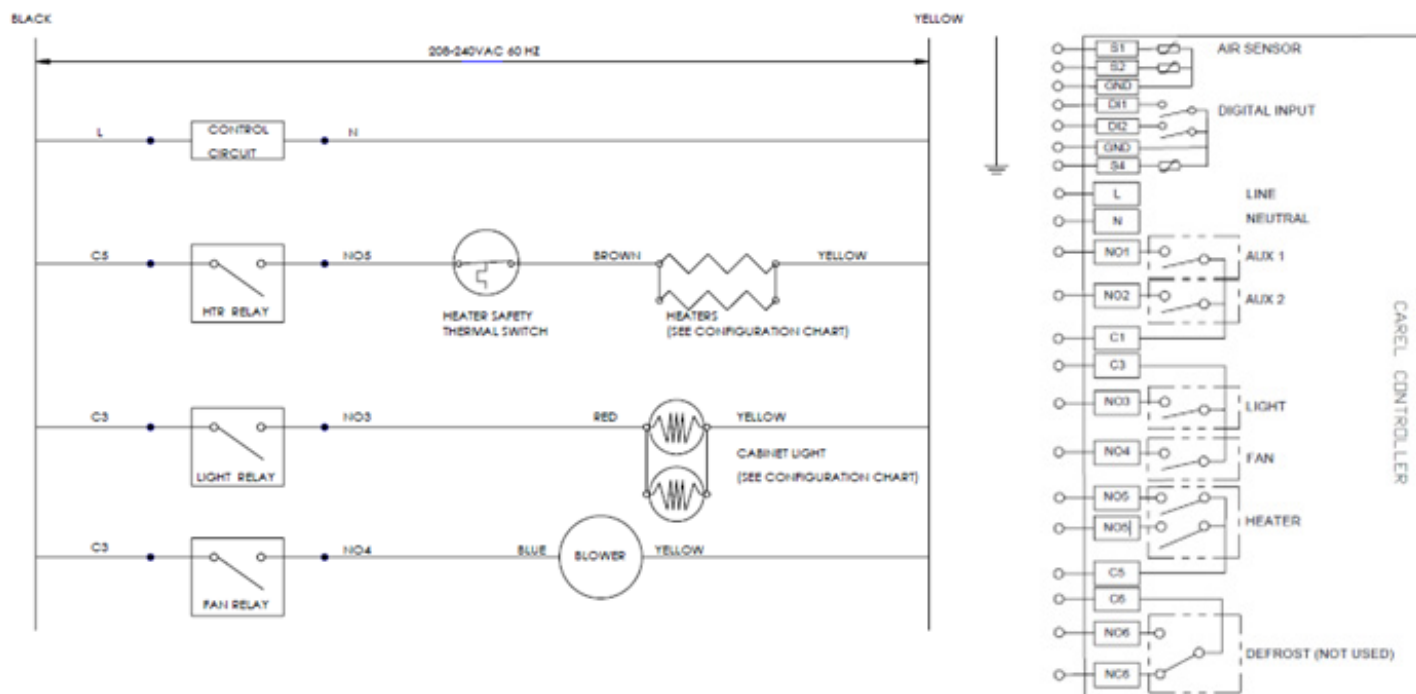 BLACK
YELLOW
208-240VAC 60 HZ
L
CONTROL
CIRCUIT
N
C5
NO5
BROWN
YELLOW
HTR RELAY
HEATER SAFETY
THERMAL SWITCH
HEATERS
(SEE CONFIGURATION CHART)
C3
NO3
RED
YELLOW
LIGHT RELAY
CABINET LIGHT
(SEE CONFIGURATION CHART)
C3
NO4
BLUE
BLOWER
YELLOW
FAN RELAY
S1
AIR SENSOR
S2
GND
DI1
DIGITAL INPUT
DI2
GND
S4
L
LINE
N
NEUTRAL
NO1
AUX 1
NO2
AUX 2
C1
C3
NO3
LIGHT
NO4
FAN
NO5
HEATER
NO5
C5
C6
NO6
DEFROST (NOT USED)
NC6
CAREL CONTROLLER